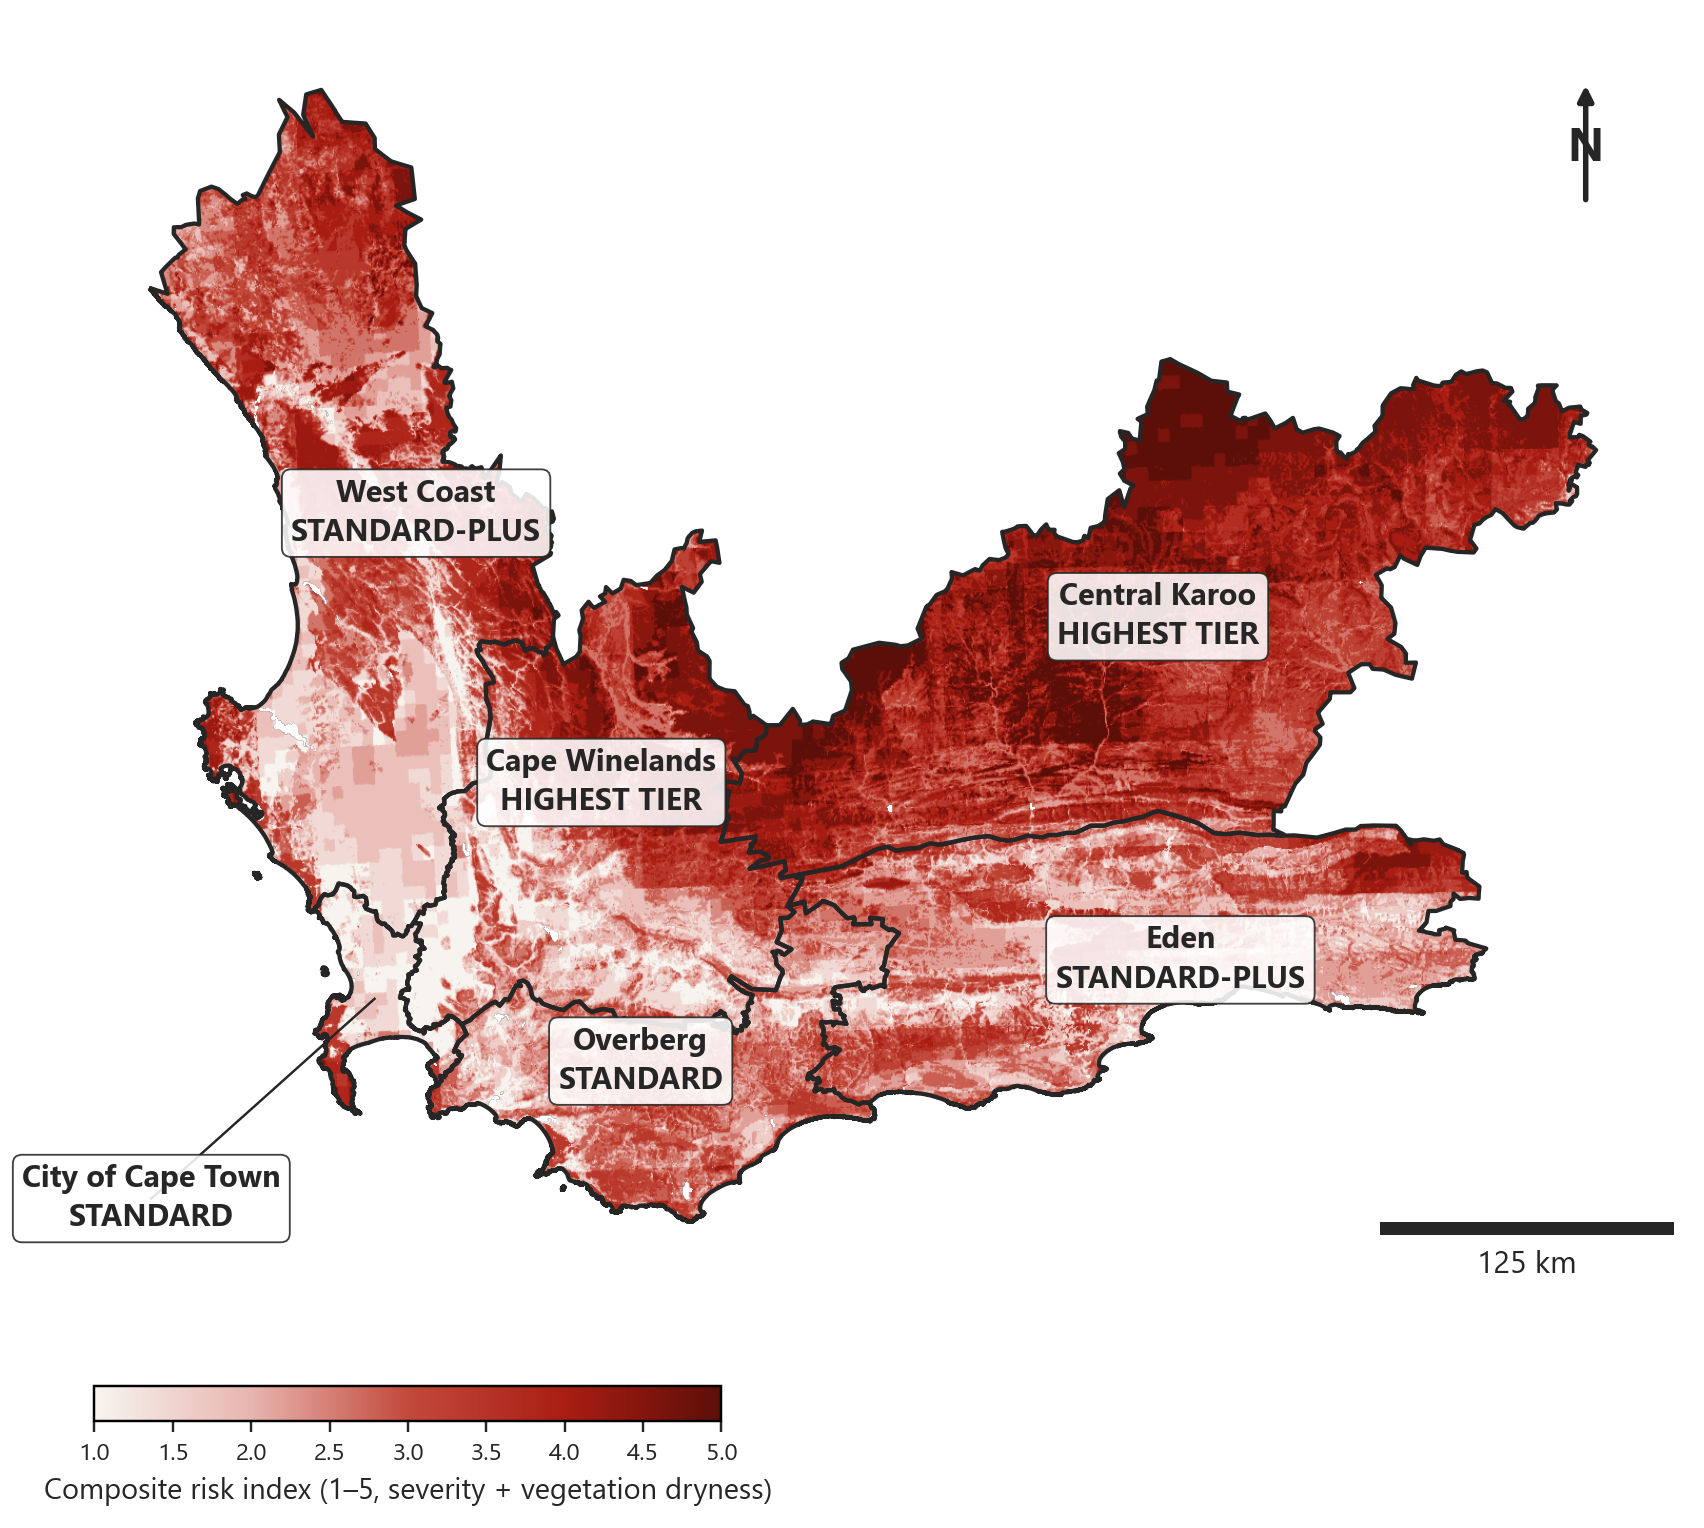 N
West Coast
STANDARD-PLUS
Central Karoo
HIGHEST TIER
Cape Winelands
HIGHEST TIER
Eden
STANDARD-PLUS
Overberg
STANDARD
City of Cape Town
STANDARD
125 km
1.0 1.5 2.0 2.5 3.0 3.5 4.0 4.5 5.0
Composite risk index (1–5, severity + vegetation dryness)